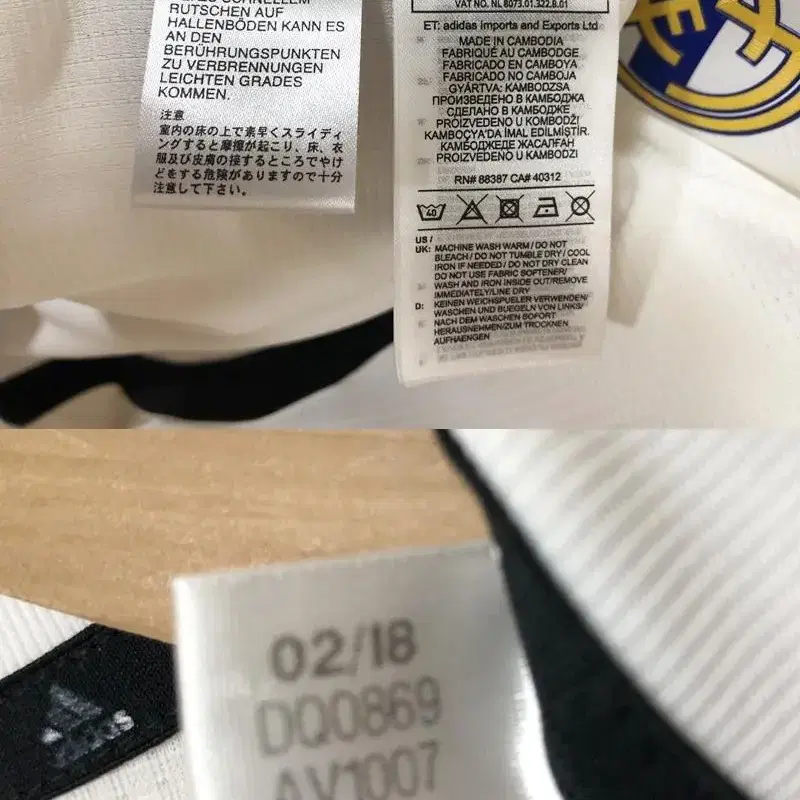 RUTSCHEN AUF
HALLENBÖDEN KANN ES
AN DEN
BERÜHRUNGSPUNKTEN
ZU VERBRENNUNGEN
LEICHTEN GRADES
KOMMEN.
注意
室内の床の上で素早くスライディ
ングすると摩擦が起こり、床、衣
服及び皮膚の接するところでやけ
どをする危険がありますので十分
注意して下さい。
VAT NO. NL 8073.01.322.B.01
ET: adidas Imports and Exports Ltd
MADE IN CAMBODIA
FABRIQUÉ AU CAMBODGE
FABRICADO EN CAMBOYA
FABRICADO NO CAMBOJA
GYÁRTVA: KAMBODZSA
ПРОИЗВЕДЕНО В КАМБОДЖА
СДЕЛАНО В КАМБОДЖЕ
PROIZVEDENO U KOMBODŽI
KAMBOÇYA'DA IMAL EDILMIŞTIR.
КАМБОДЖЕДЕ ЖАСАЛҒАН
PROIZVEDENO U KAMBODZI
RN# 88387 CA# 40312
40
US /
UK: MACHINE WASH WARM / DO NOT
BLEACH / DO NOT TUMBLE DRY / COOL
IRON IF NEEDED / DO NOT DRY CLEAN
DO NOT USE FABRIC SOFTENER/
WASH AND IRON INSIDE OUT/REMOVE
IMMEDIATELY/LINE DRY
D: KEINEN WEICHSPUELER VERWENDEN/
WASCHEN UND BUEGELN VON LINKS/
NACH DEM WASCHEN SOFORT
HERAUSNEHMEN/ZUM TROCKNEN
AUFHAENGEN
02/18
DQ0869
AY1007
adidas